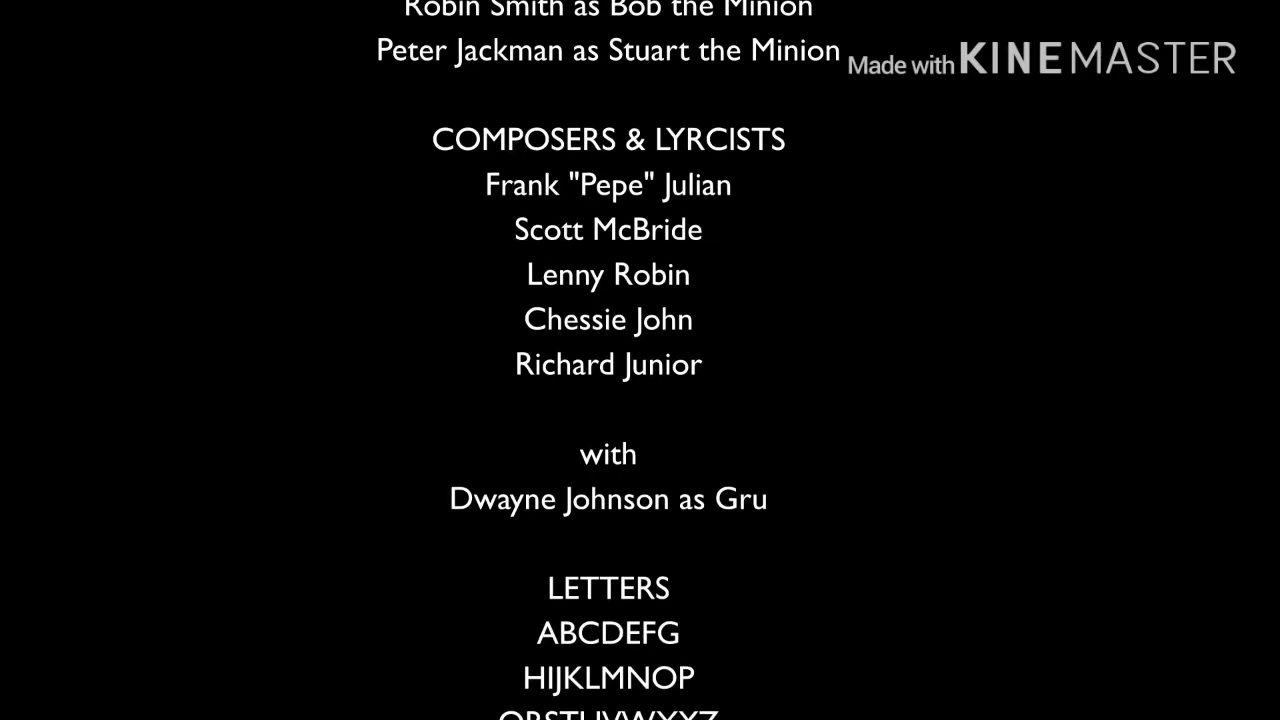 Robin Smith as Bob the Minion
Peter Jackman as Stuart the Minion
Made with KINEMASTER
COMPOSERS & LYRCISTS
Frank "Pepe" Julian
Scott McBride
Lenny Robin
Chessie John
Richard Junior
with
Dwayne Johnson as Gru
LETTERS
ABCDEFG
HIJKLMNOP
QRSTUVWXYZ